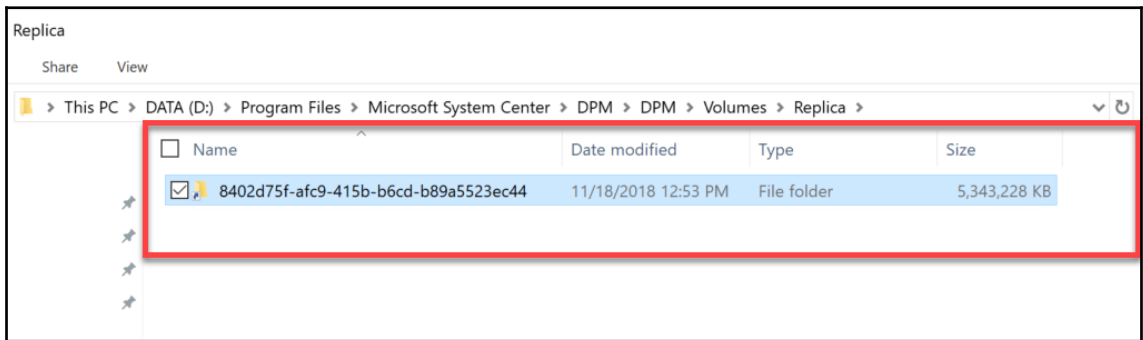 Replica
Share View
> This PC > DATA (D:) > Program Files > Microsoft System Center > DPM > DPM > Volumes > Replica >
Name Date modified Type Size
8402d75f-afc9-415b-b6cd-b89a5523ec44 11/18/2018 12:53 PM File folder 5,343,228 KB